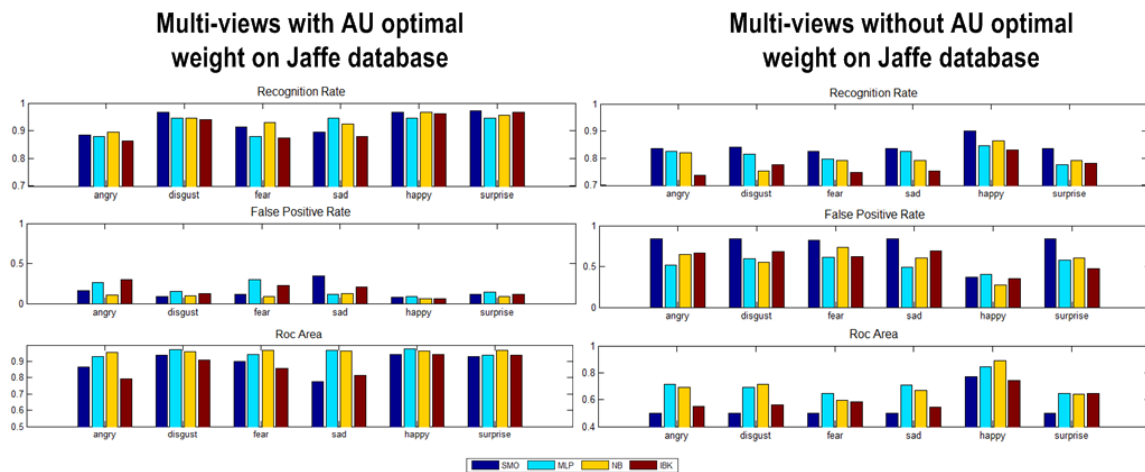 Multi-views with AU optimal
weight on Jaffe database
Recognition Rate
1
0.9
0.8
0.7
angry disgust fear sad happy surprise
False Positive Rate
1
0.5
0
angry disgust fear sad happy surprise
Roc Area
0.9
0.8
0.7
0.6
0.5
angry disgust fear sad happy surprise
Multi-views without AU optimal
weight on Jaffe database
Recognition Rate
1
0.9
0.8
0.7
angry disgust fear sad happy surprise
False Positive Rate
1
0.5
0
angry disgust fear sad happy surprise
Roc Area
1
0.8
0.6
0.4
angry disgust fear sad happy surprise
SMO MLP NB IBK